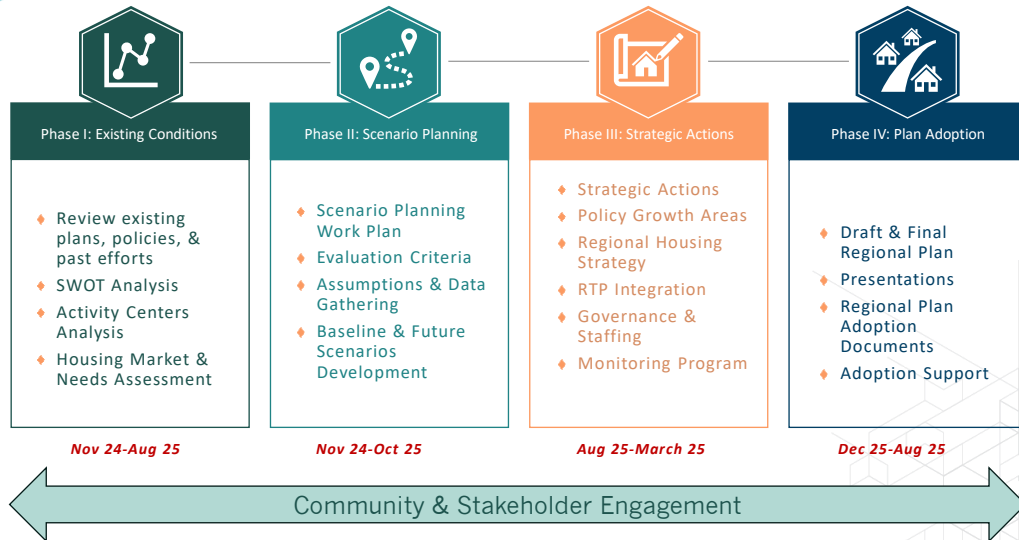 Phase I: Existing Conditions
Review existing
plans, policies, &
past efforts
SWOT Analysis
Activity Centers
Analysis
Housing Market &
Needs Assessment
Nov 24-Aug 25
Phase II: Scenario Planning
Scenario Planning
Work Plan
Evaluation Criteria
Assumptions & Data
Gathering
Baseline & Future
Scenarios
Development
Nov 24-Oct 25
Phase III: Strategic Actions
Strategic Actions
Policy Growth Areas
Regional Housing
Strategy
RTP Integration
Governance &
Staffing
Monitoring Program
Aug 25-March 25
Phase IV: Plan Adoption
Draft & Final
Regional Plan
Presentations
Regional Plan
Adoption
Documents
Adoption Support
Dec 25-Aug 25
Community & Stakeholder Engagement